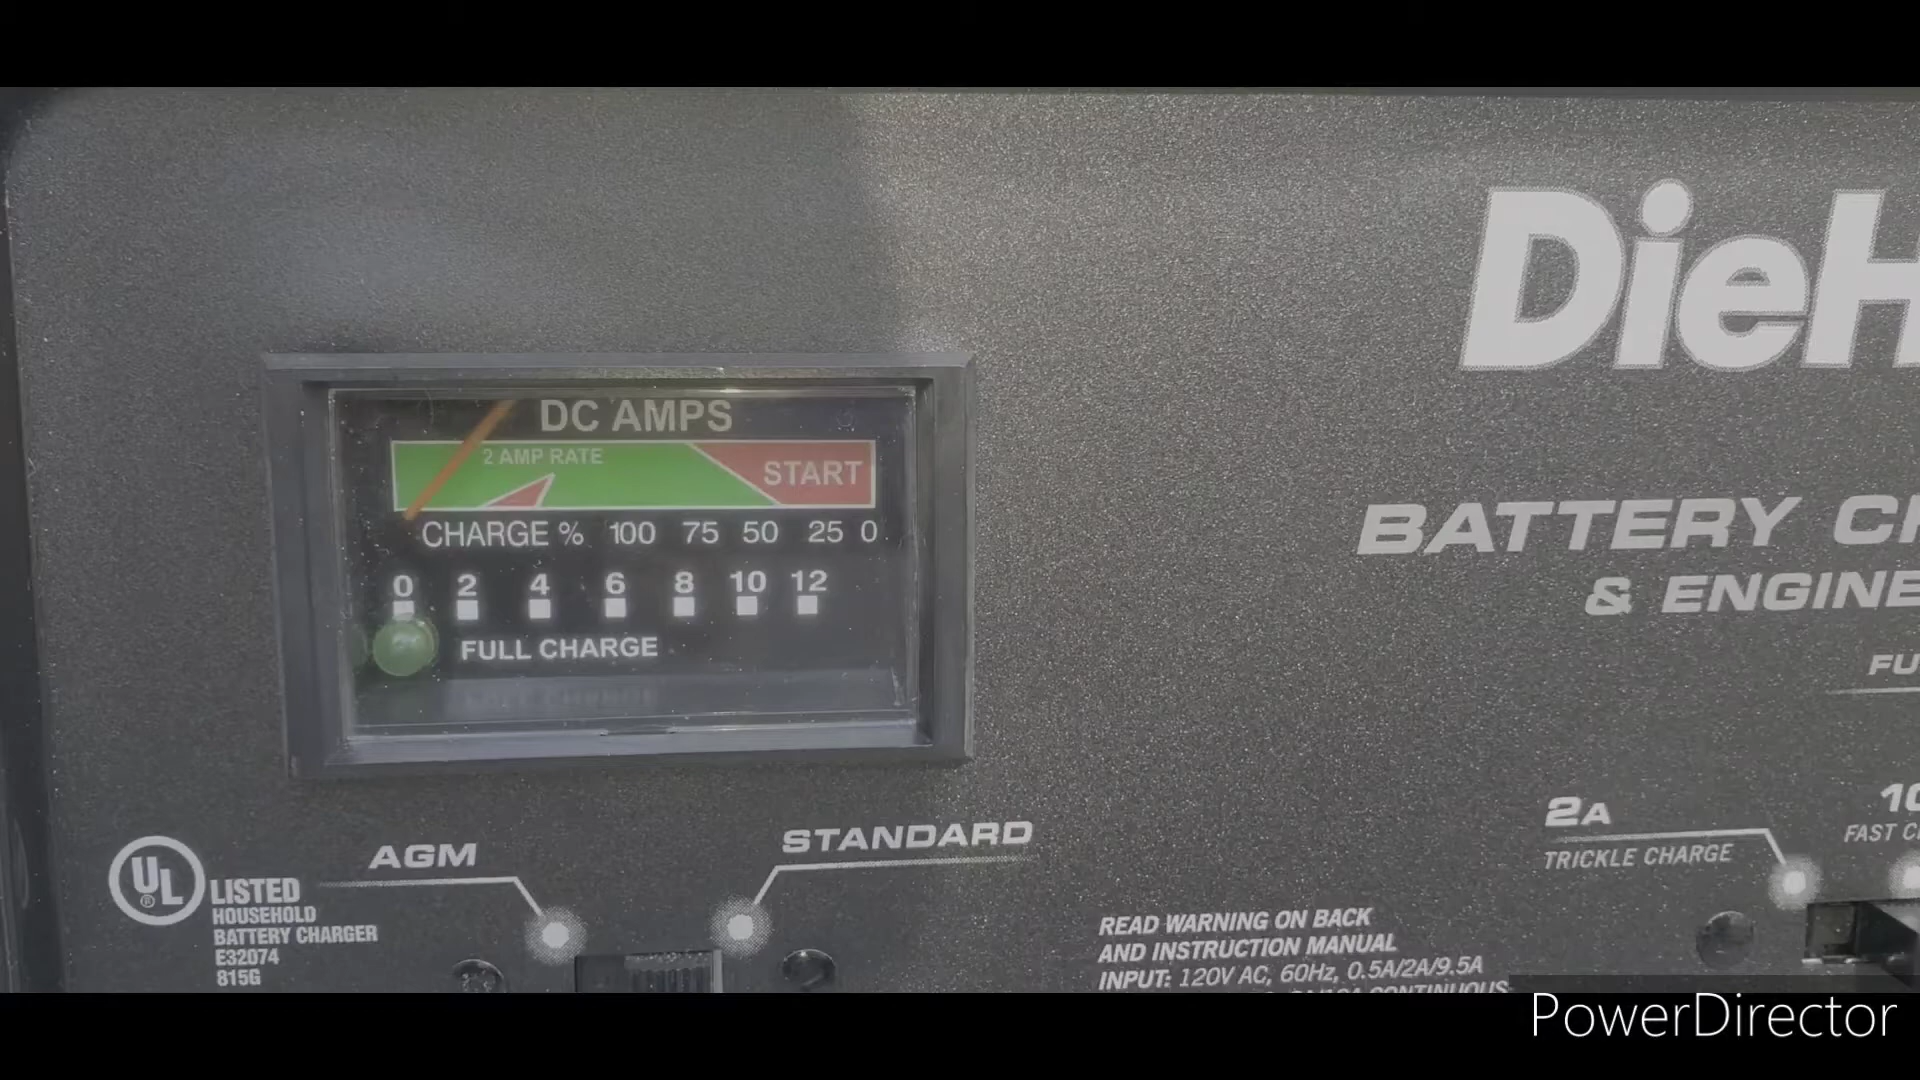 DieH
BATTERY CH
& ENGINE
DC AMPS
2 AMP RATE
START
CHARGE % 100 75 50 25 0
0 2 4 6 8 10 12
FULL CHARGE
FU
AGM
STANDARD
UL
®
LISTED
HOUSEHOLD
BATTERY CHARGER
E32074
815G
READ WARNING ON BACK
AND INSTRUCTION MANUAL
INPUT: 120V AC, 60Hz, 0.5A/2A/9.5A
CONTINUOUS
2A
TRICKLE CHARGE
10
FAST C
PowerDirector